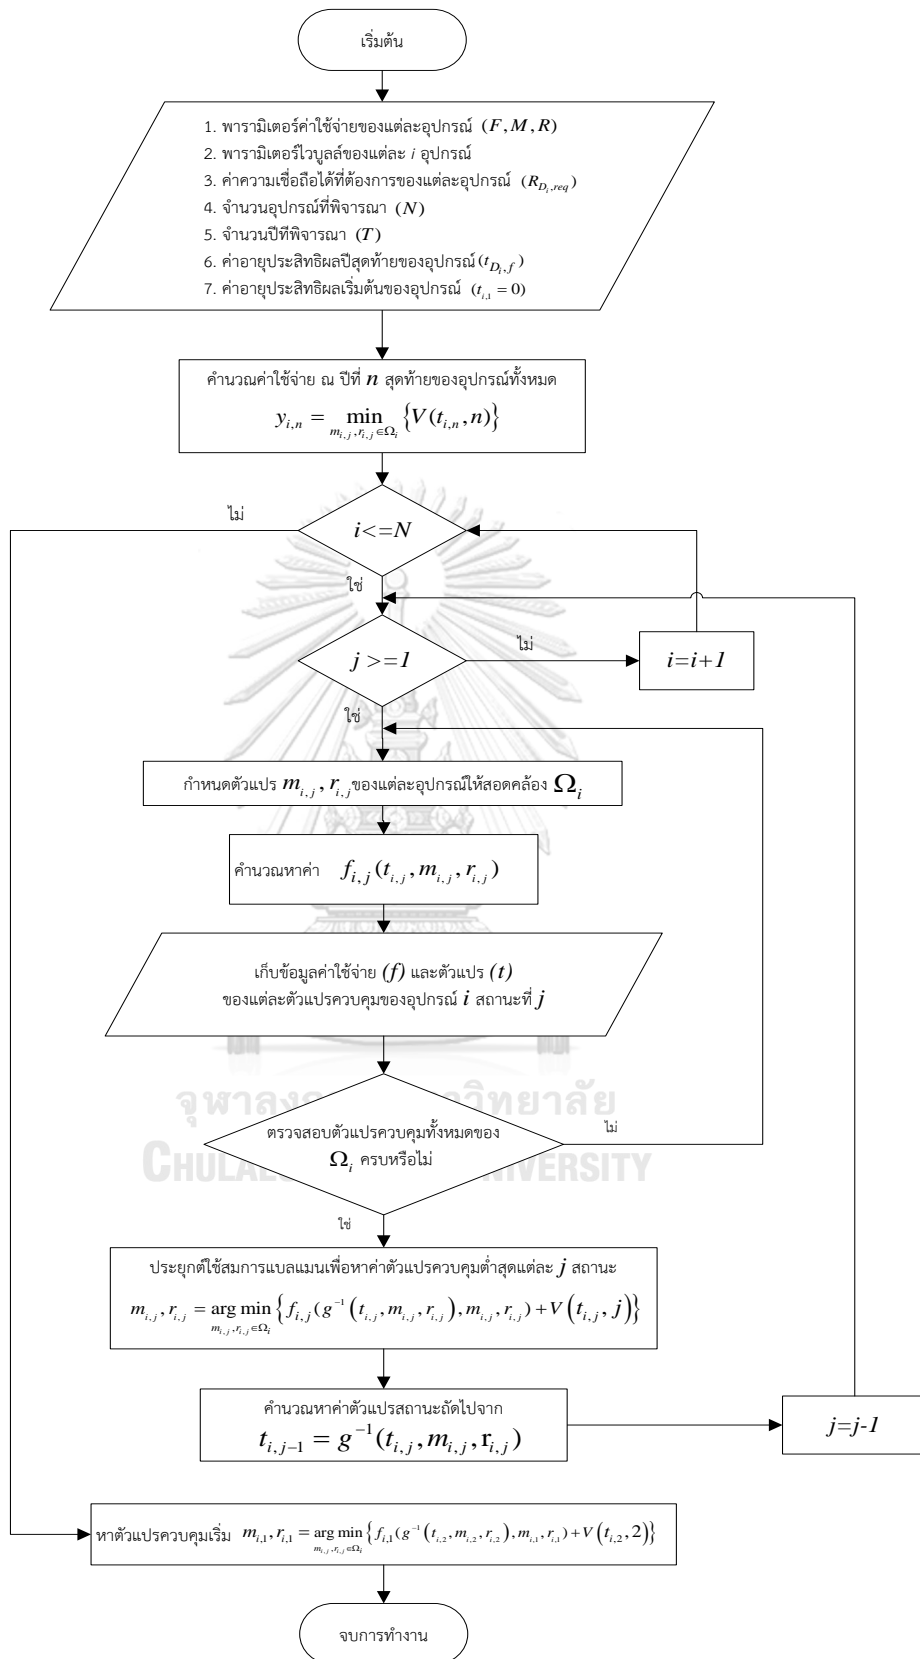 เริ่มต้น
1. พารามิเตอร์ค่าใช้จ่ายของแต่ละอุปกรณ์ (F, M, R)
2. พารามิเตอร์ไวบูลล์ของแต่ละ i อุปกรณ์
3. ค่าความเชื่อถือได้ที่ต้องการของแต่ละอุปกรณ์ (R_{D_i,req})
4. จำนวนอุปกรณ์ที่พิจารณา (N)
5. จำนวนปีที่พิจารณา (T)
6. ค่าอายุประสิทธิผลปีสุดท้ายของอุปกรณ์ (t_{D_i,f})
7. ค่าอายุประสิทธิผลเริ่มต้นของอุปกรณ์ (t_{i,1} = 0)
คำนวณค่าใช้จ่าย ณ ปีที่ n สุดท้ายของอุปกรณ์ทั้งหมด
y_{i,n} = min_{m_{i,j}, r_{i,j} ∈ Ω_i} {V(t_{i,n}, n)}
ไม่
i<=N
ใช่
j >=1
ไม่
i=i+1
ใช่
กำหนดตัวแปร m_{i,j}, r_{i,j} ของแต่ละอุปกรณ์ให้สอดคล้อง Ω_i
คำนวณหาค่า f_{i,j}(t_{i,j}, m_{i,j}, r_{i,j})
เก็บข้อมูลค่าใช้จ่าย (f) และตัวแปร (t)
ของแต่ละตัวแปรควบคุมของอุปกรณ์ i สถานะที่ j
ตรวจสอบตัวแปรควบคุมทั้งหมดของ
Ω_i ครบหรือไม่
ไม่
ใช่
ประยุกต์ใช้สมการแบลแมนเพื่อหาค่าตัวแปรควบคุมต่ำสุดแต่ละ j สถานะ
m_{i,j}, r_{i,j} = arg min_{m_{i,j}, r_{i,j} ∈ Ω_i} {f_{i,j}(g^{-1}(t_{i,j}, m_{i,j}, r_{i,j}), m_{i,j}, r_{i,j}) + V(t_{i,j}, j)}
คำนวณหาค่าตัวแปรสถานะถัดไปจาก
t_{i,j-1} = g^{-1}(t_{i,j}, m_{i,j}, r_{i,j})
j=j-1
หาตัวแปรควบคุมเริ่ม m_{i,1}, r_{i,1} = arg min_{m_{i,j}, r_{i,j} ∈ Ω_i} {f_{i,1}(g^{-1}(t_{i,2}, m_{i,2}, r_{i,2}), m_{i,1}, r_{i,1}) + V(t_{i,2}, 2)}
จบการทำงาน